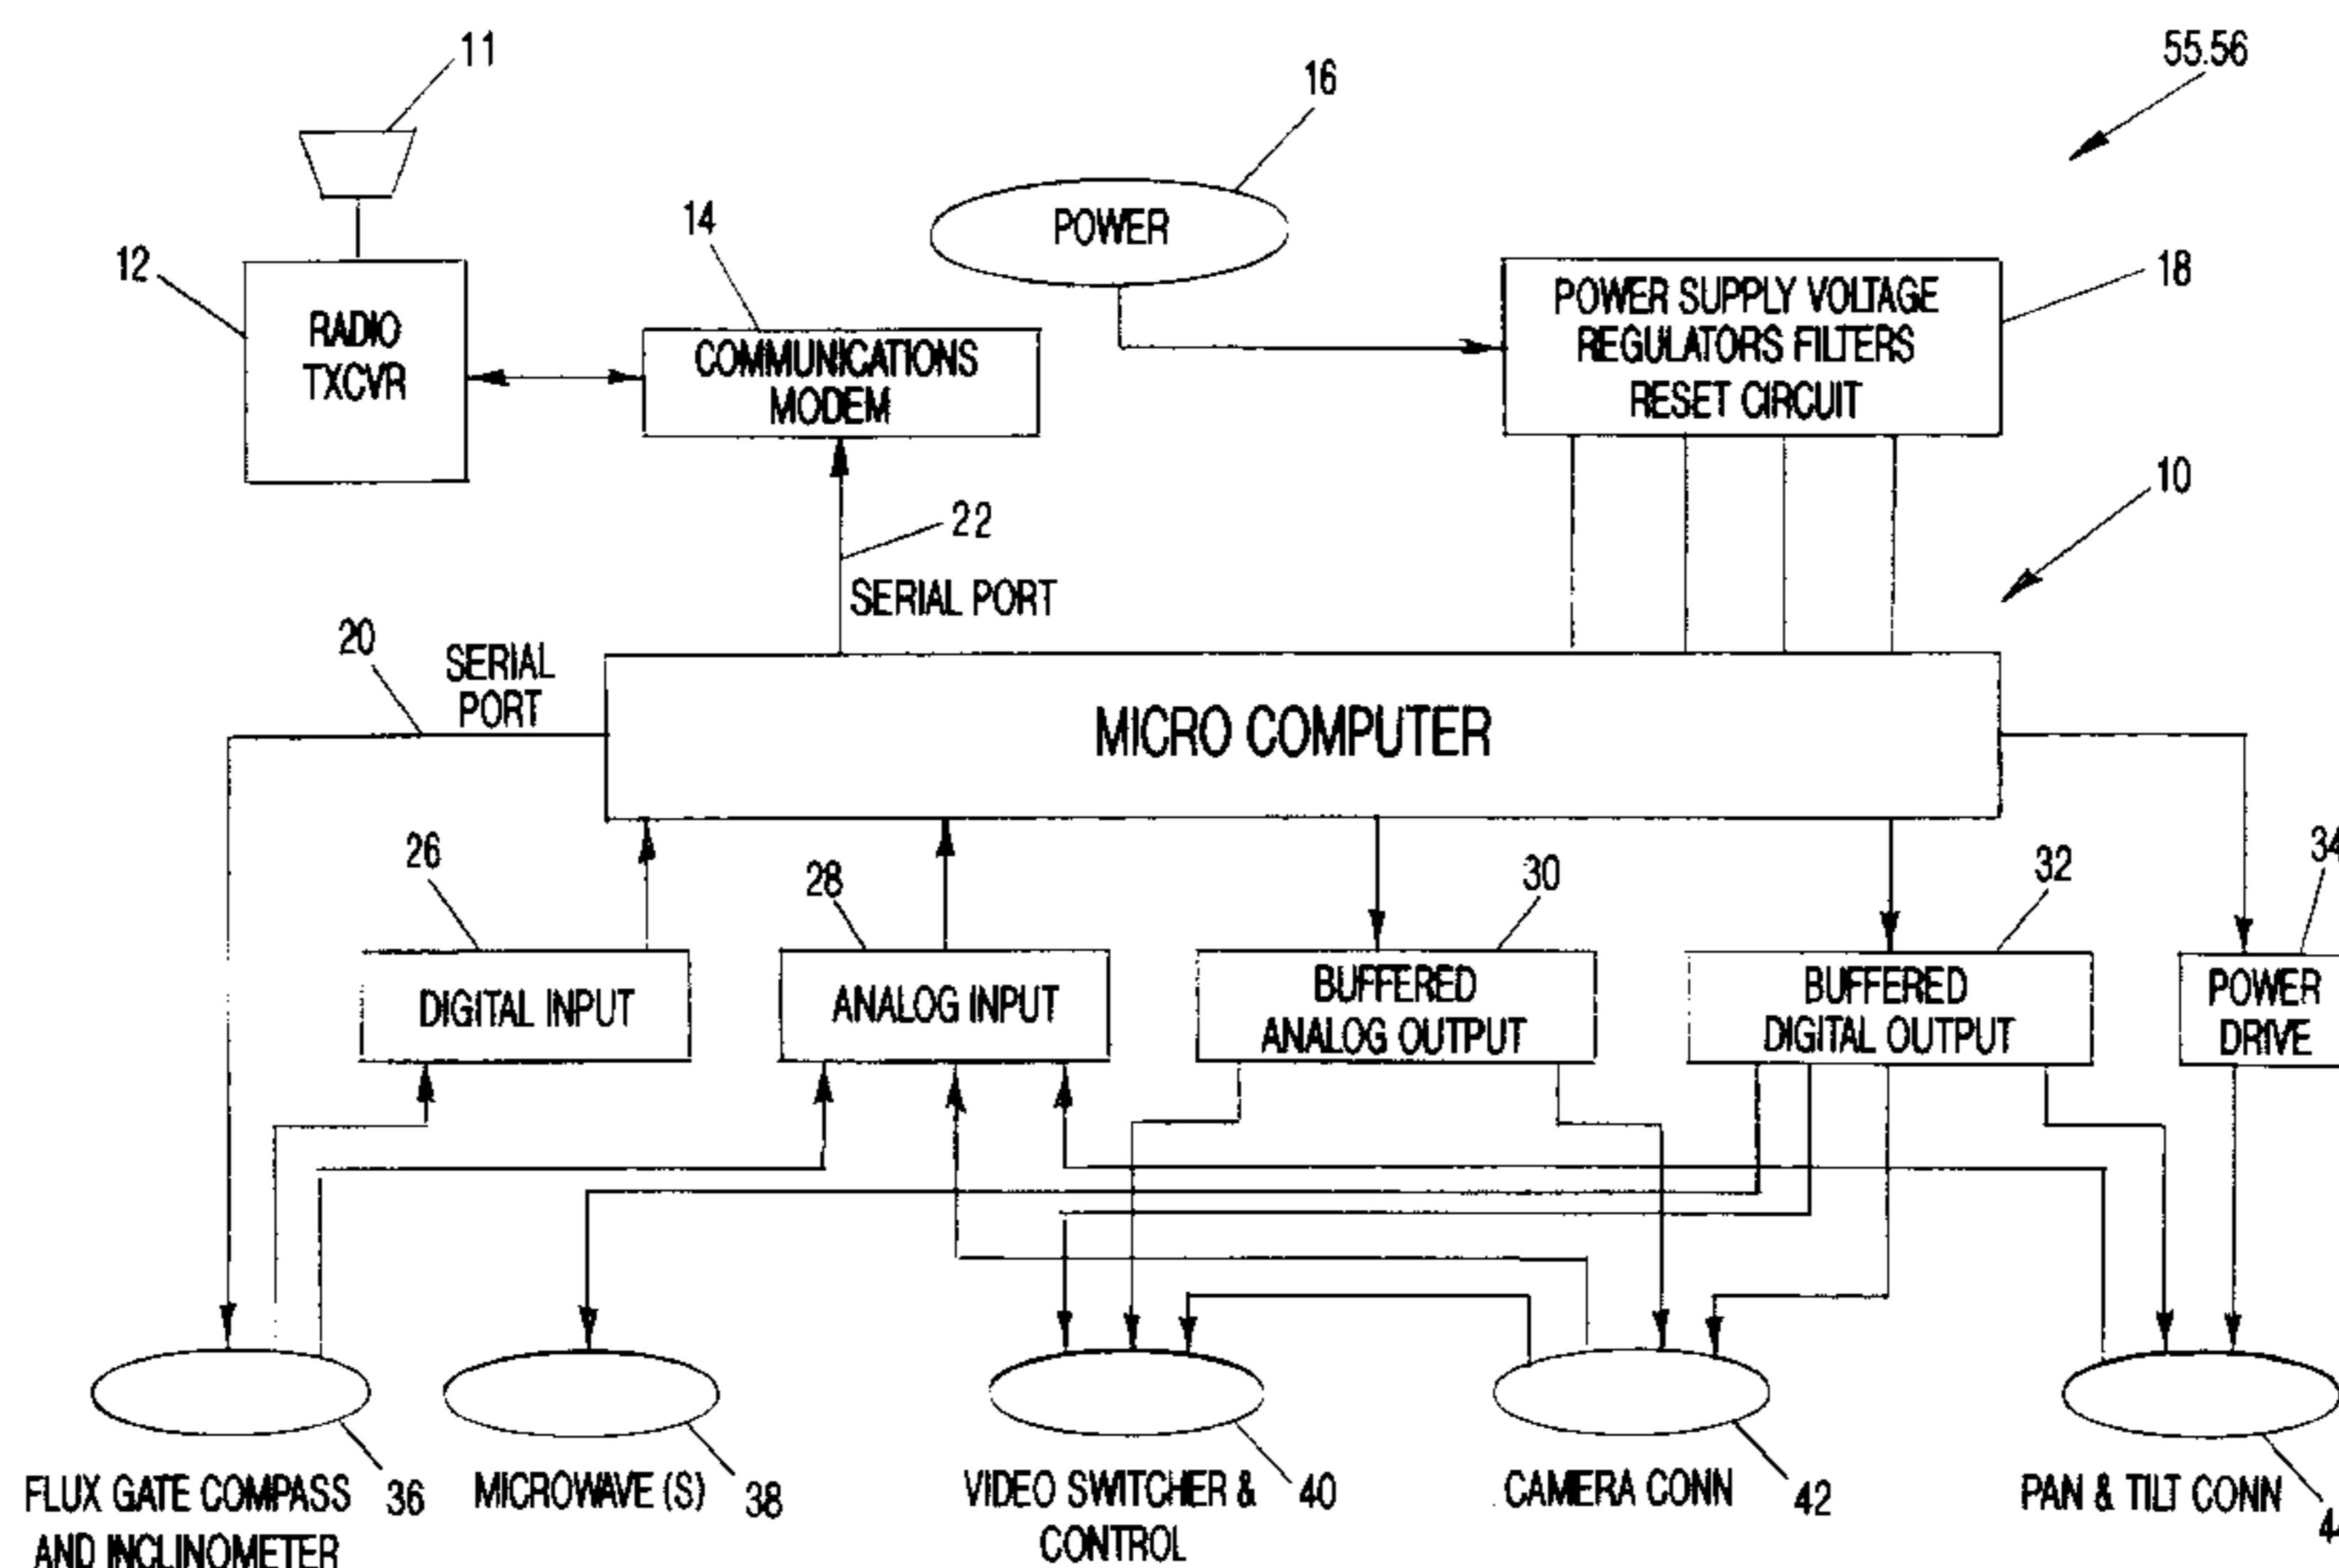 55.56
11
16
14
POWER
12
RADIO
TXCVR
COMMUNICATIONS
MODEM
POWER SUPPLY VOLTAGE
REGULATORS FILTERS
RESET CIRCUIT
18
10
22
SERIAL PORT
20
SERIAL
PORT
MICRO COMPUTER
26
28
30
32
34
DIGITAL INPUT
ANALOG INPUT
BUFFERED
ANALOG OUTPUT
BUFFERED
DIGITAL OUTPUT
POWER
DRIVE
FLUX GATE COMPASS
AND INCLINOMETER
36
MICROWAVE (S)
38
VIDEO SWITCHER &
CONTROL
40
CAMERA CONN
42
PAN & TILT CONN